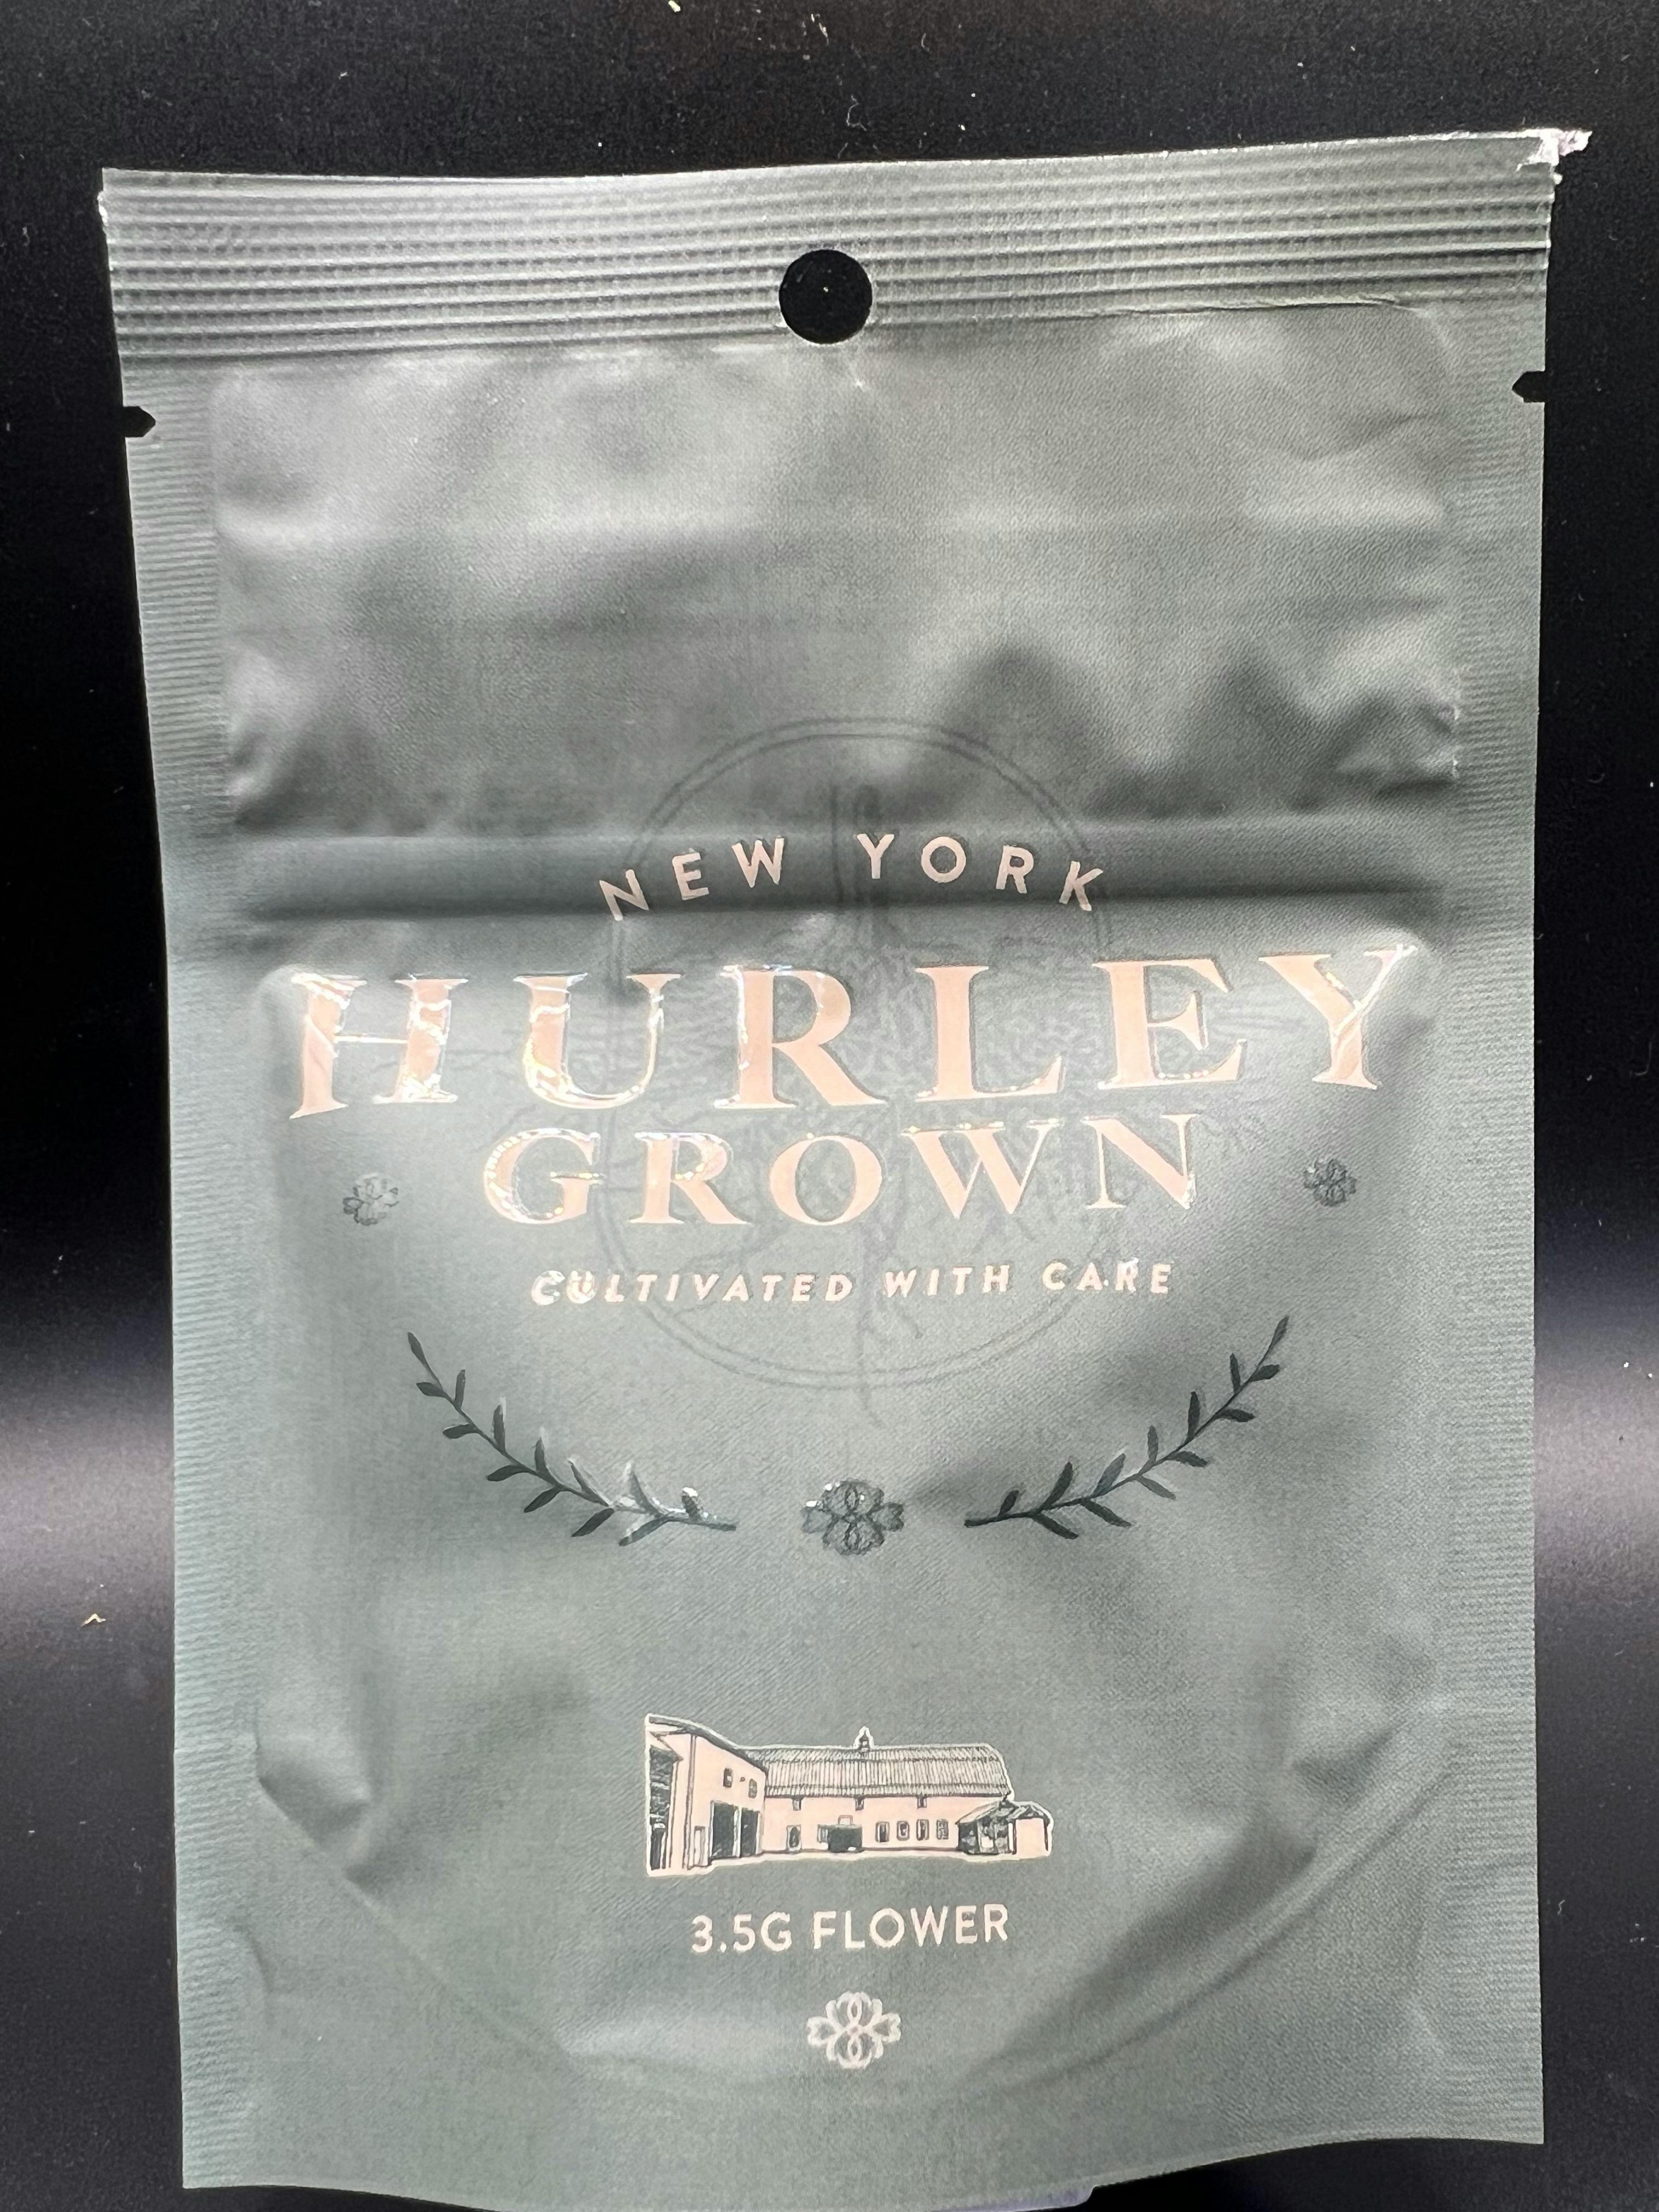 NEW YORK
HURLEY
GROWN
CULTIVATED WITH CARE
3.5G FLOWER